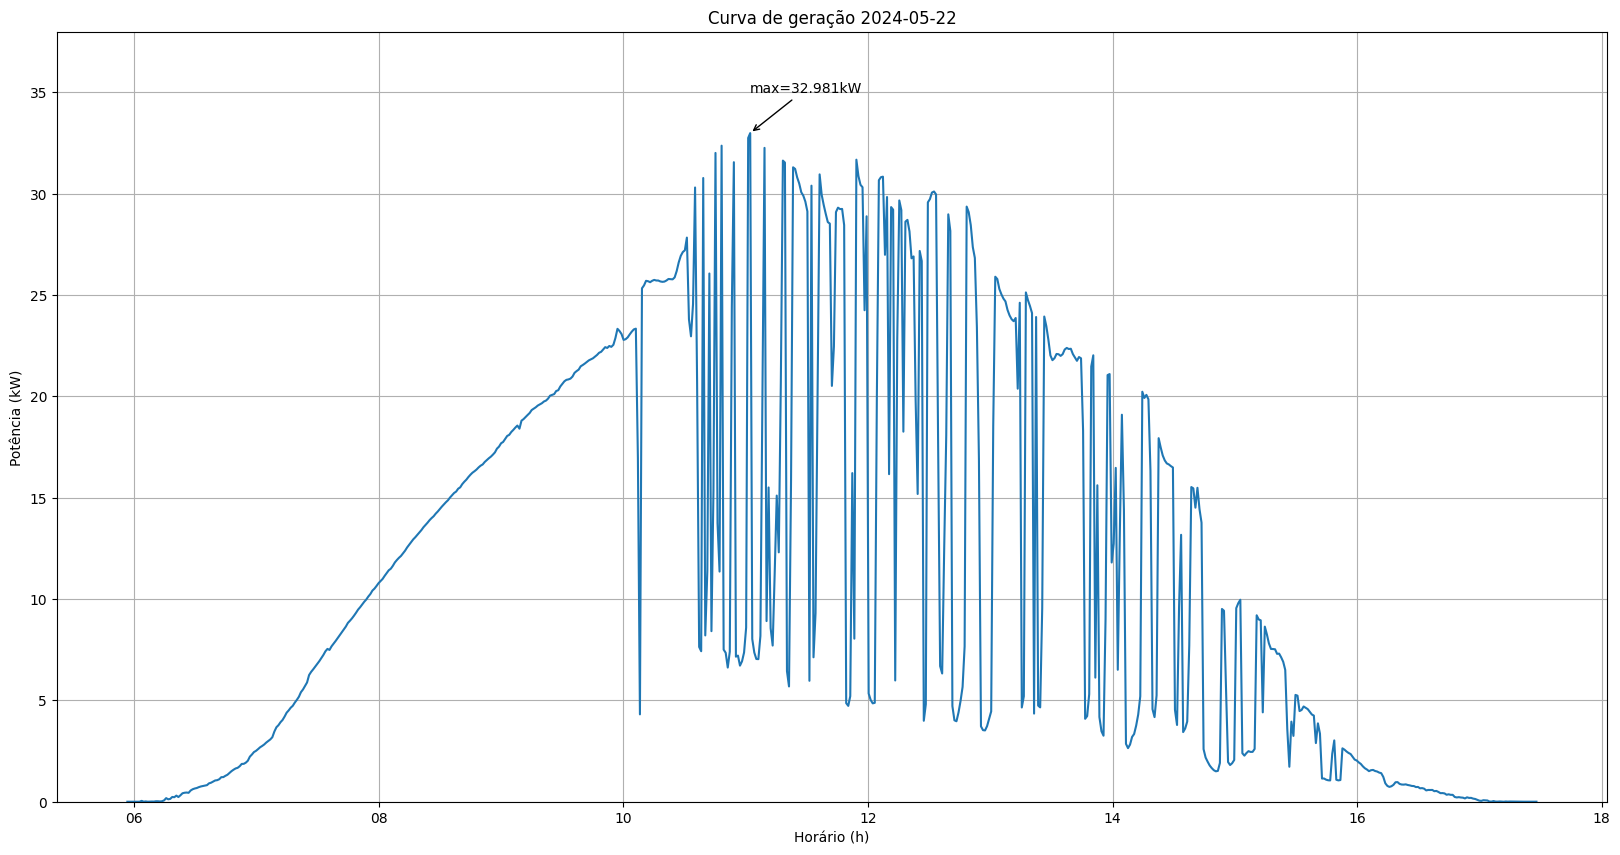 Curva de geração 2024-05-22
max=32.981kW
Potência (kW)
35
30
25
20
15
10
5
0
06 08 10 12 14 16 18
Horário (h)